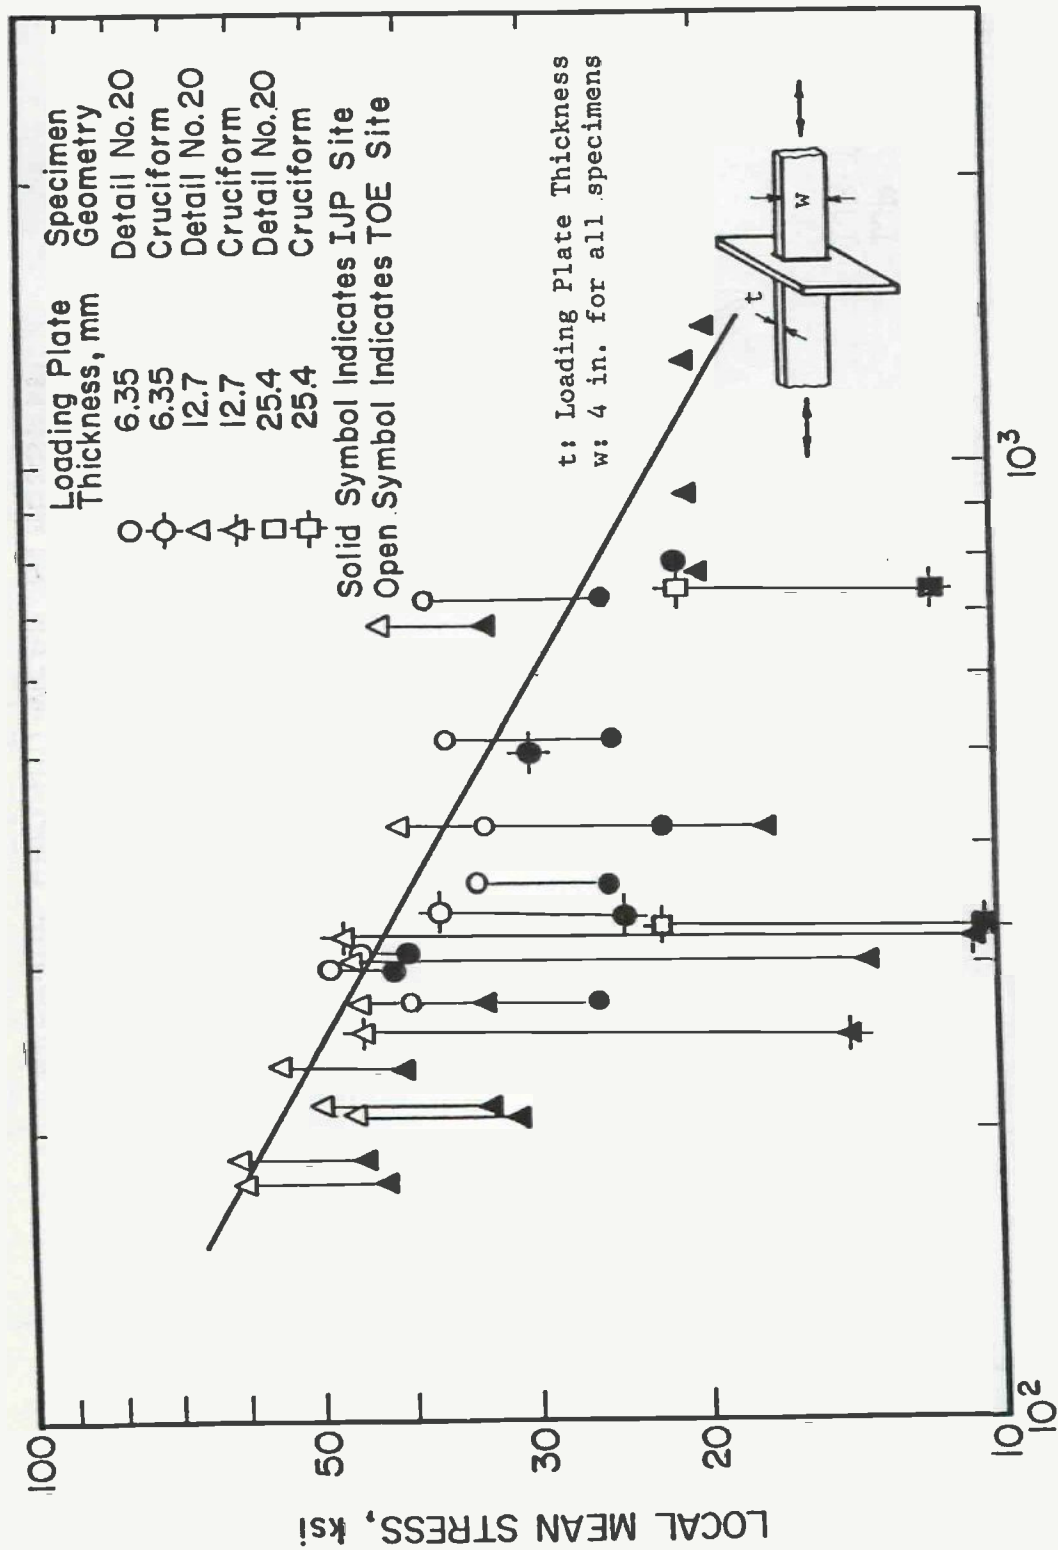 LOCAL MEAN STRESS, ksi
100
50
30
20
10
10²
10³
Loading Plate Thickness, mm
Specimen Geometry
6.35 Detail No. 20
6.35 Cruciform
12.7 Detail No. 20
12.7 Cruciform
25.4 Detail No. 20
25.4 Cruciform
Solid Symbol Indicates IJP Site
Open Symbol Indicates TOE Site
t: Loading Plate Thickness
w: 4 in. for all specimens
t
w